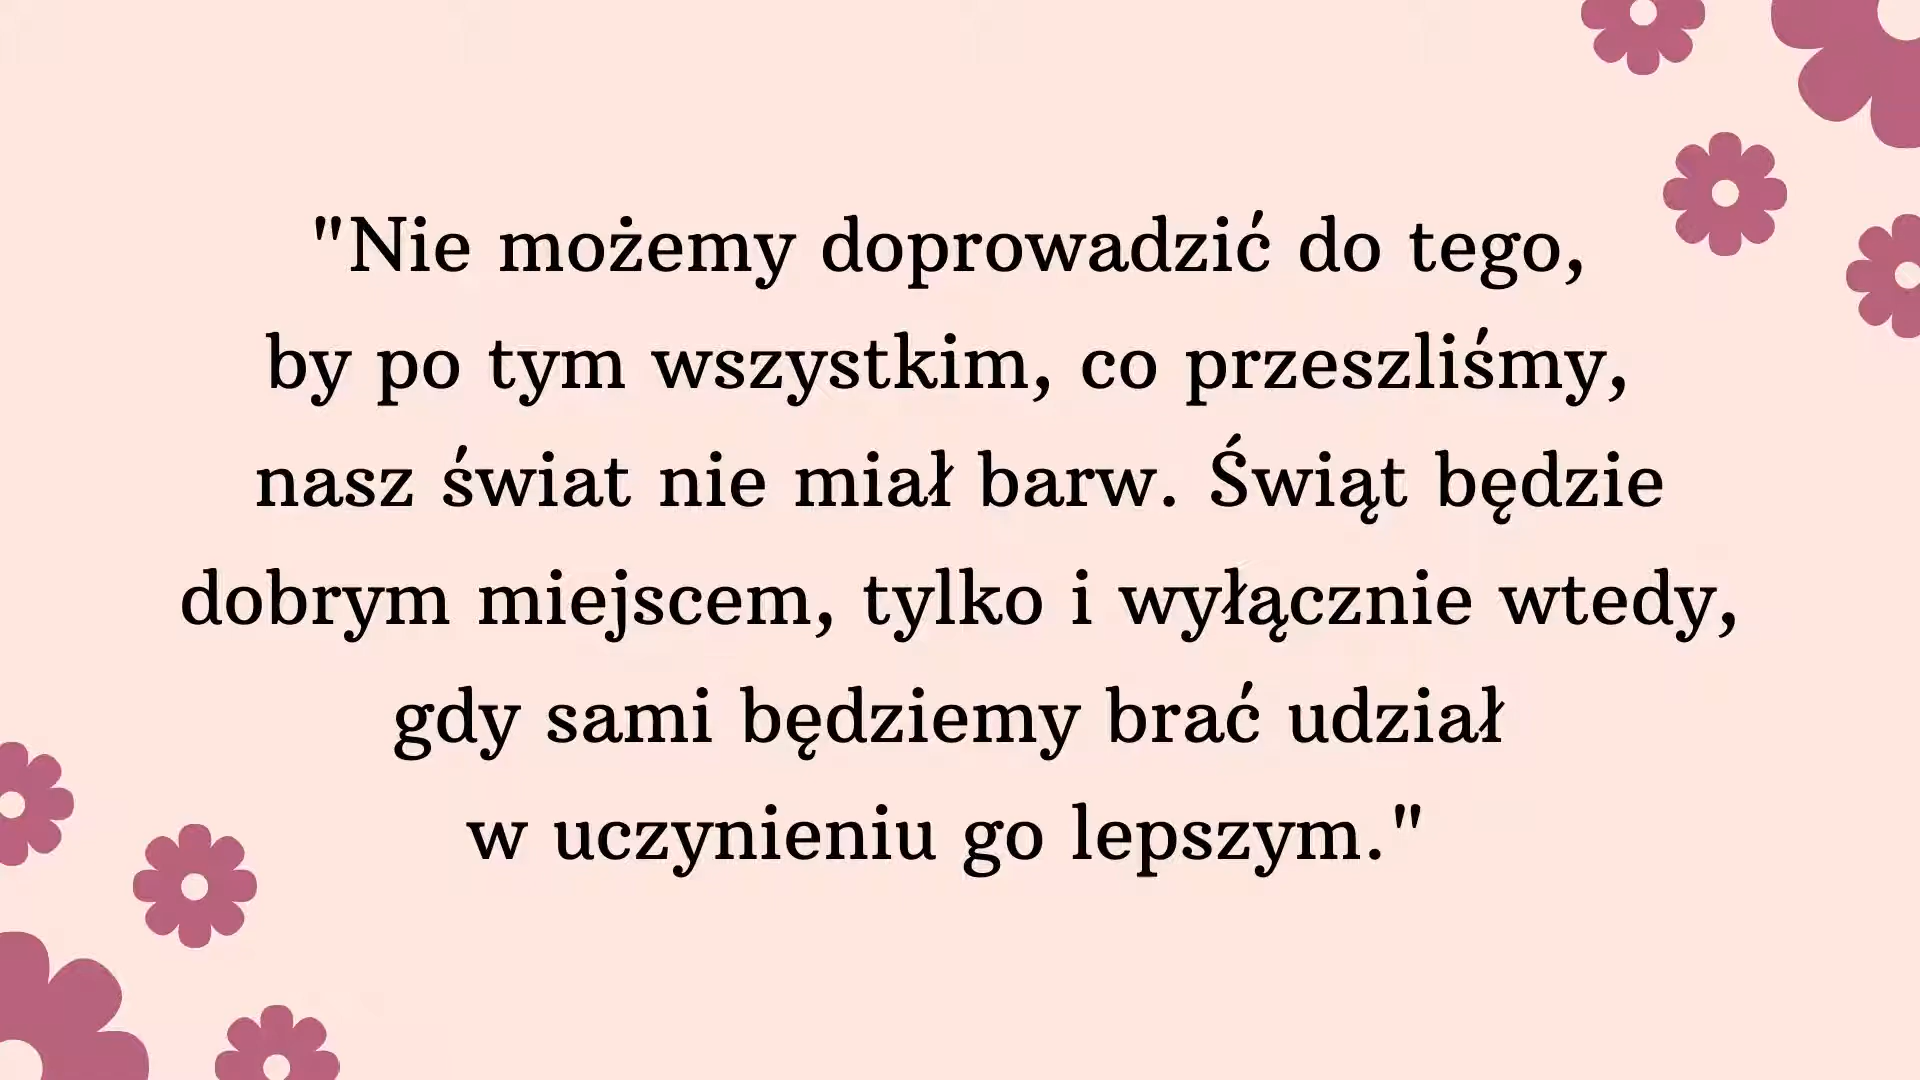 "Nie możemy doprowadzić do tego,
by po tym wszystkim, co przeszliśmy,
nasz świat nie miał barw. Śwıąt będzie
dobrym miejscem, tylko i wyłącznie wtedy,
gdy sami będziemy brać udział
w uczynieniu go lepszym."